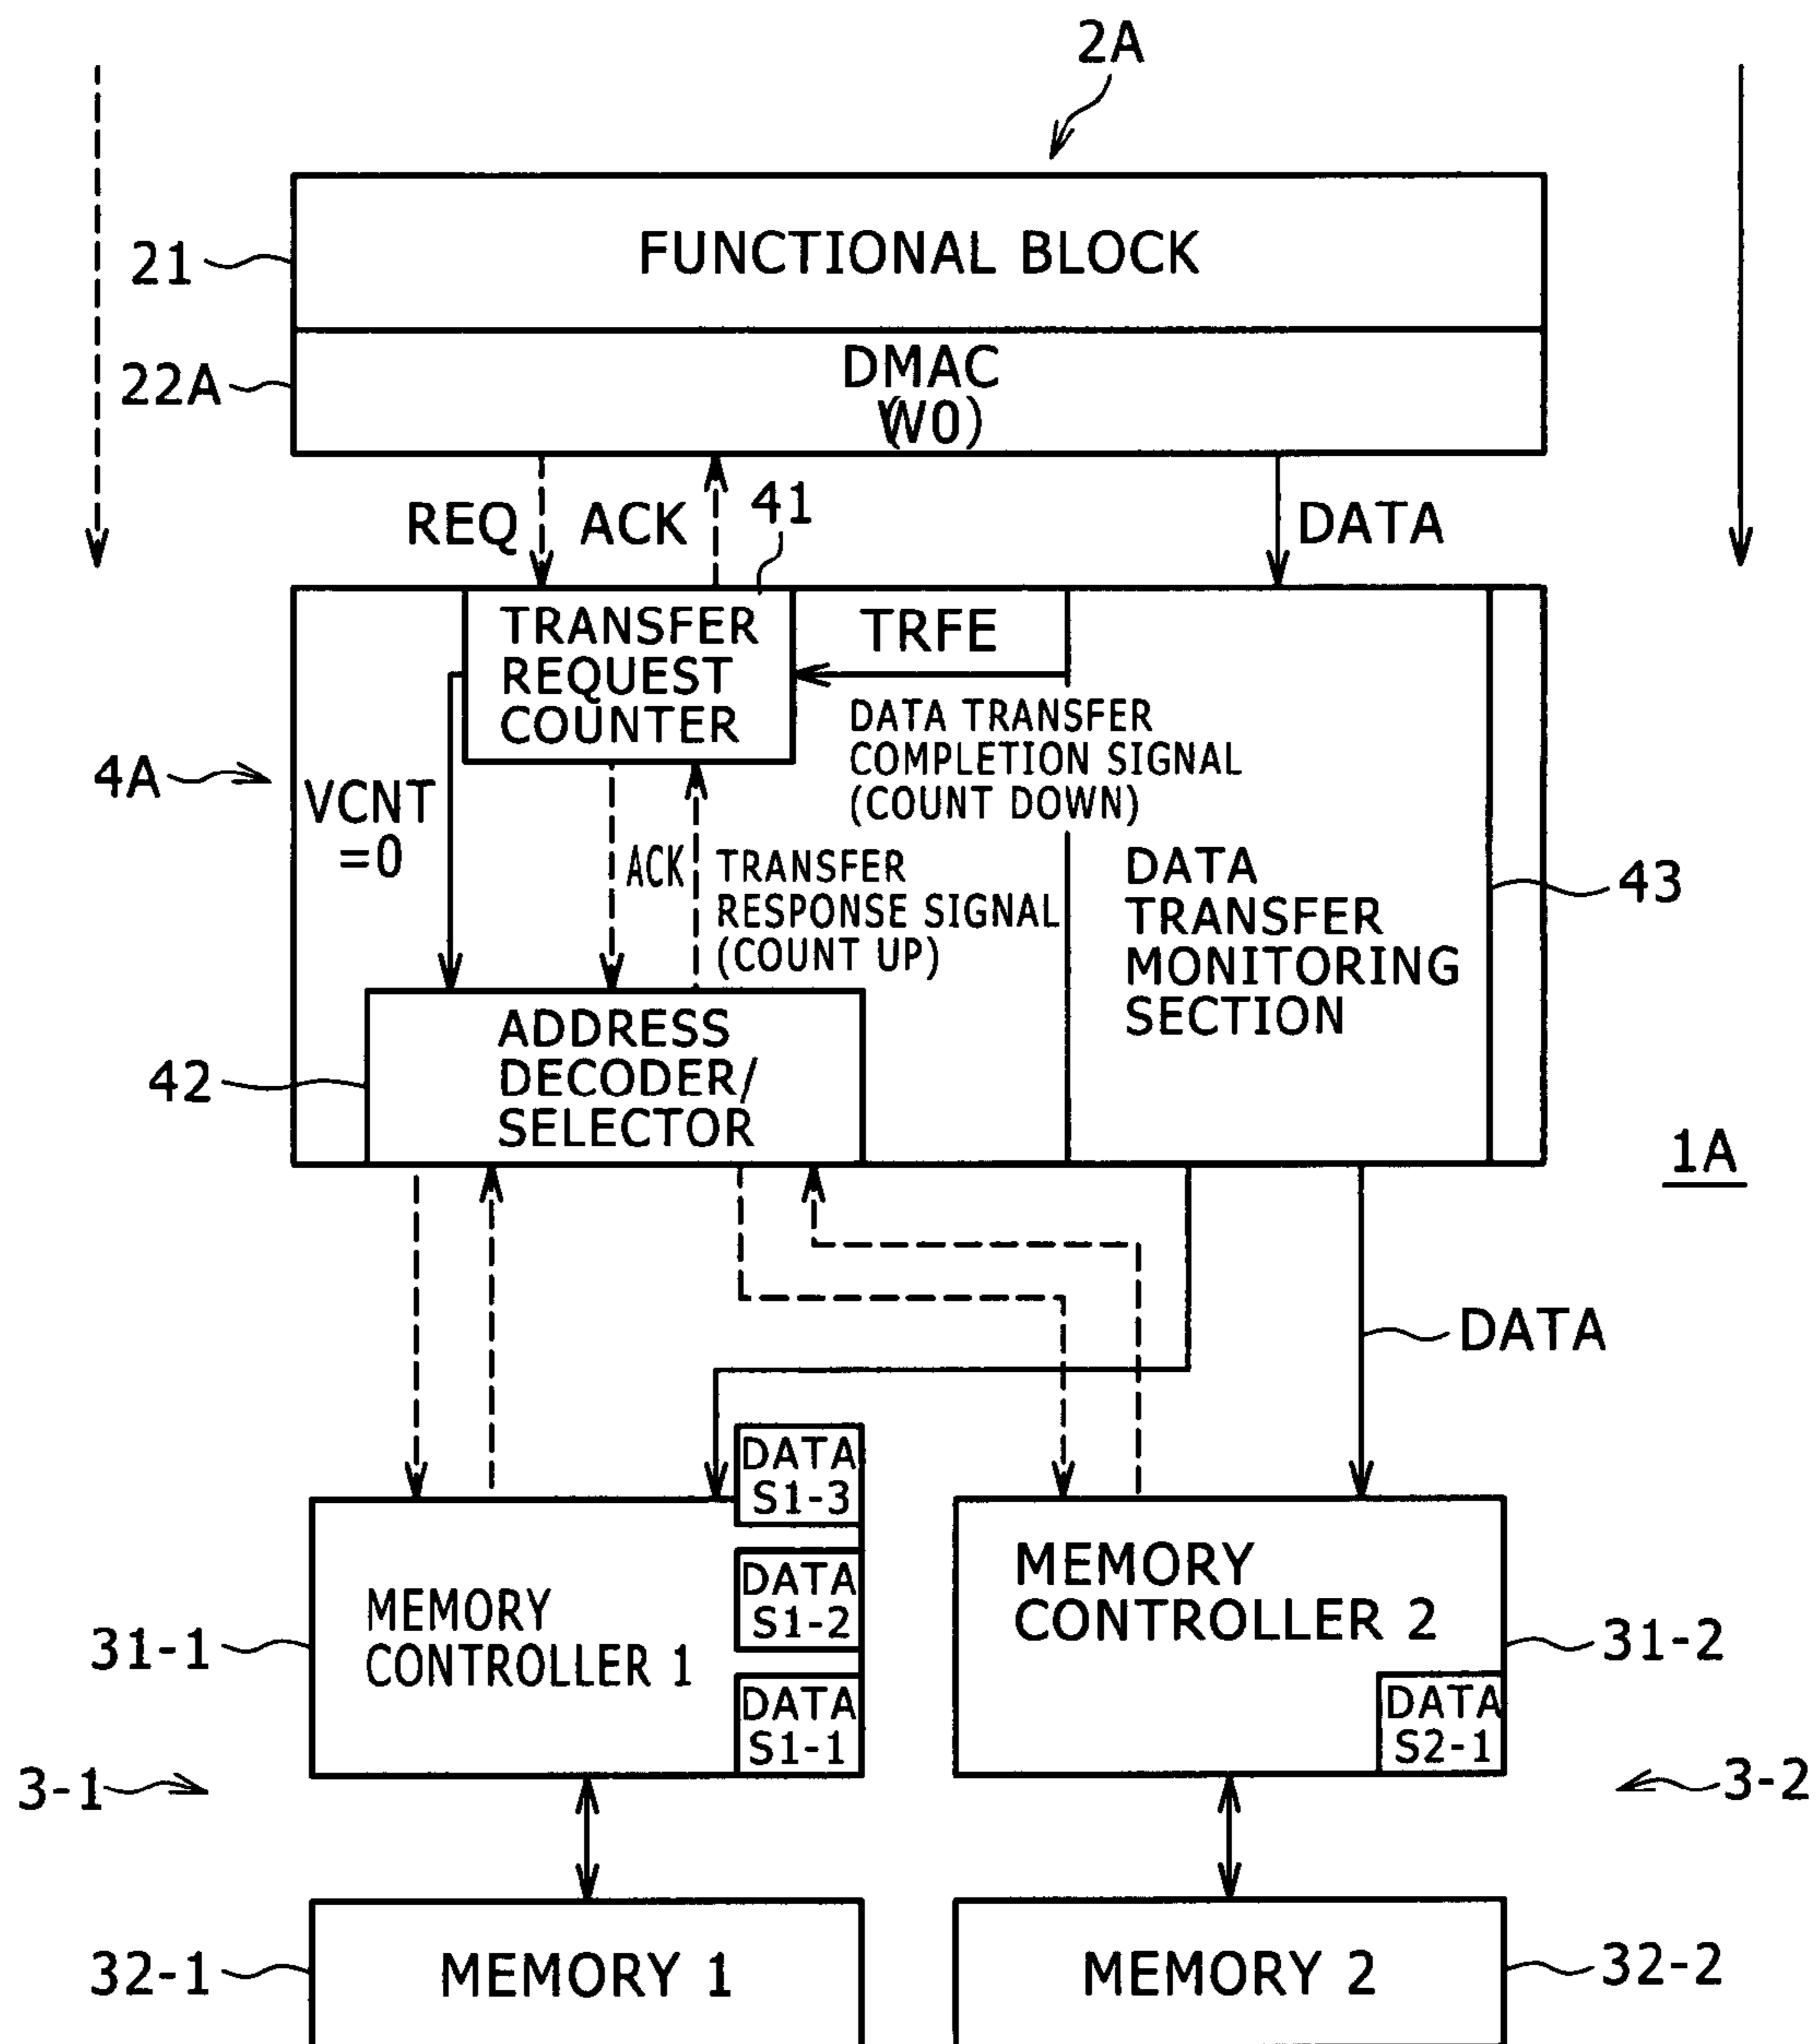 2A
FUNCTIONAL BLOCK
21
DMAC
(W0)
22A
REQ
ACK
41
DATA
TRANSFER
REQUEST
COUNTER
TRFE
DATA TRANSFER
COMPLETION SIGNAL
(COUNT DOWN)
4A
VCNT
=0
ACK
TRANSFER
RESPONSE SIGNAL
(COUNT UP)
DATA
TRANSFER
MONITORING
SECTION
43
ADDRESS
DECODER/
SELECTOR
42
1A
DATA
DATA
S1-3
DATA
S1-2
DATA
S1-1
MEMORY
CONTROLLER 1
31-1
MEMORY
CONTROLLER 2
31-2
DATA
S2-1
3-1
3-2
32-1
MEMORY 1
MEMORY 2
32-2